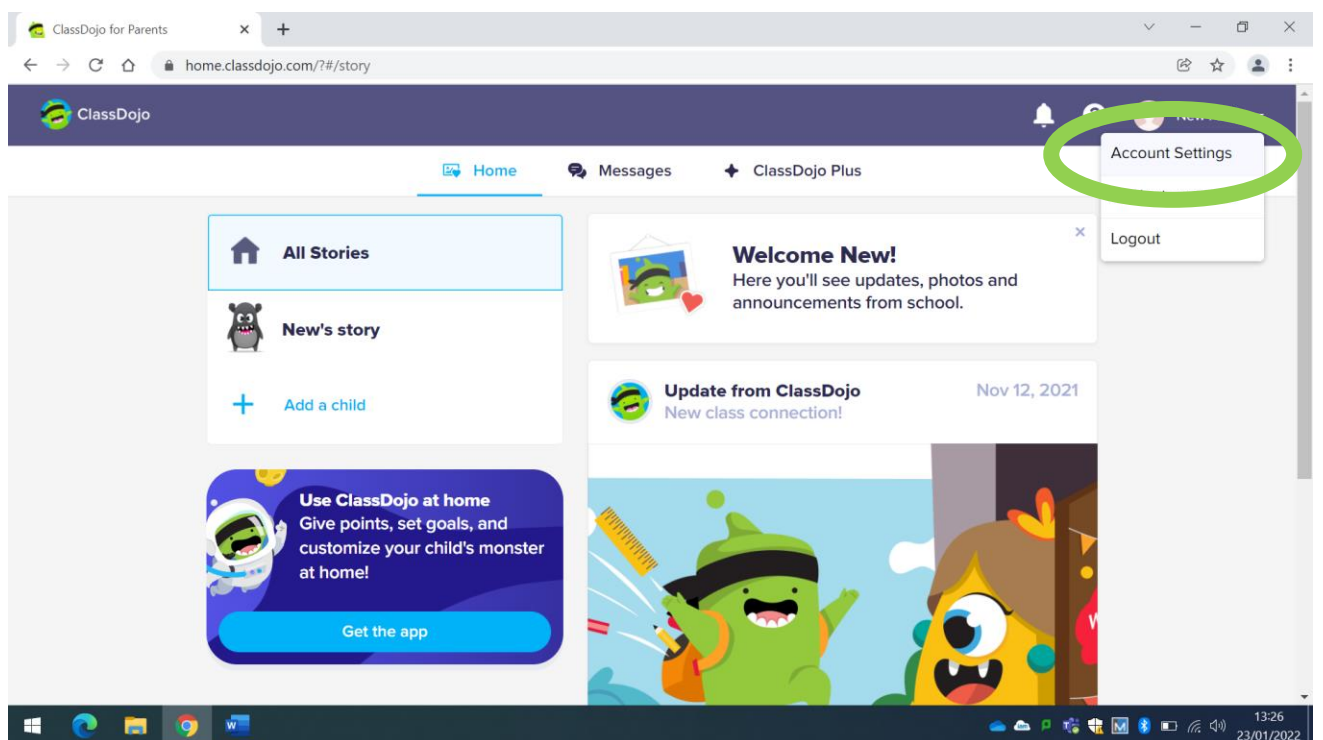 ClassDojo for Parents
home.classdojo.com/?#/story
ClassDojo
Home
Messages
ClassDojo Plus
Account Settings
Logout
All Stories
New's story
Add a child
Welcome New!
Here you'll see updates, photos and
announcements from school.
Update from ClassDojo
Nov 12, 2021
New class connection!
Use ClassDojo at home
Give points, set goals, and
customize your child's monster
at home!
Get the app
13:26
23/01/2022